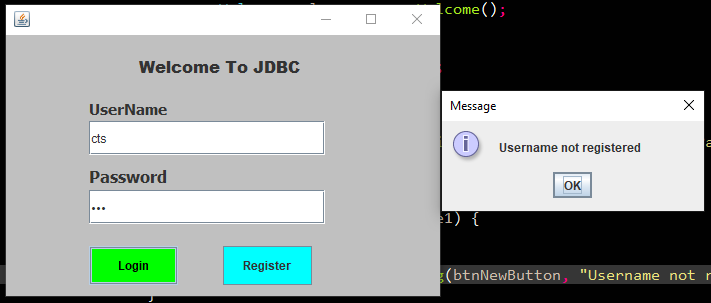 lcome();
Welcome To JDBC
UserName
cts
Password
•••
Login
Register
Message
Username not registered
OK
e1) {
g(btnNewButton, "Username not r
}